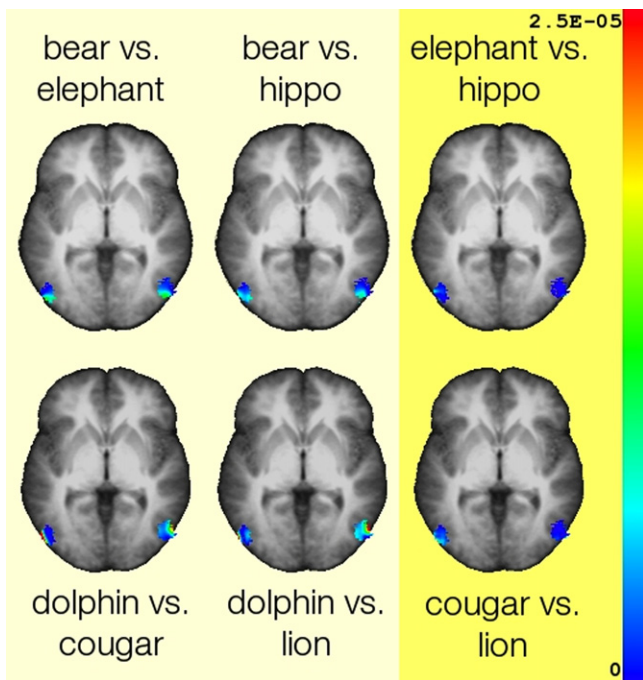 2.5E-05
bear vs.
elephant
bear vs.
hippo
elephant vs.
hippo
dolphin vs.
cougar
dolphin vs.
lion
cougar vs.
lion
0